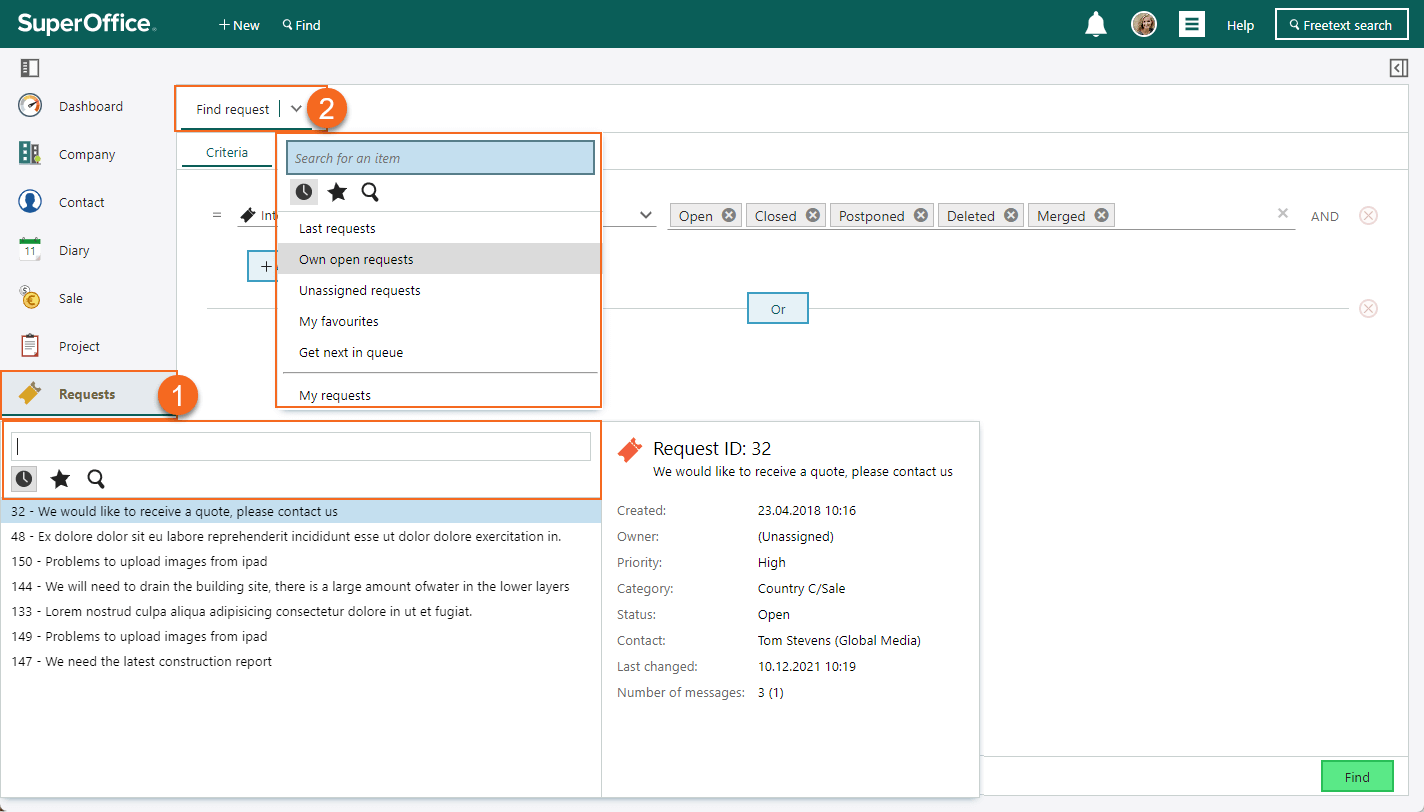 SuperOffice.
+ New
Find
Help
Freetext search
Dashboard
Company
Contact
11
Diary
Sale
Project
Requests
1
Find request
2
Criteria
Search for an item
Last requests
Own open requests
Unassigned requests
My favourites
Get next in queue
My requests
=
Int
Open
Closed
Postponed
Deleted
Merged
AND
+
Or
32 - We would like to receive a quote, please contact us
48 - Ex dolore dolor sit eu labore reprehenderit incididunt esse ut dolor dolore exercitation in.
150 - Problems to upload images from ipad
144 - We will need to drain the building site, there is a large amount ofwater in the lower layers
133 - Lorem nostrud culpa aliqua adipisicing consectetur dolore in ut et fugiat.
149 - Problems to upload images from ipad
147 - We need the latest construction report
Request ID: 32
We would like to receive a quote, please contact us
Created: 23.04.2018 10:16
Owner: (Unassigned)
Priority: High
Category: Country C/Sale
Status: Open
Contact: Tom Stevens (Global Media)
Last changed: 10.12.2021 10:19
Number of messages: 3 (1)
Find